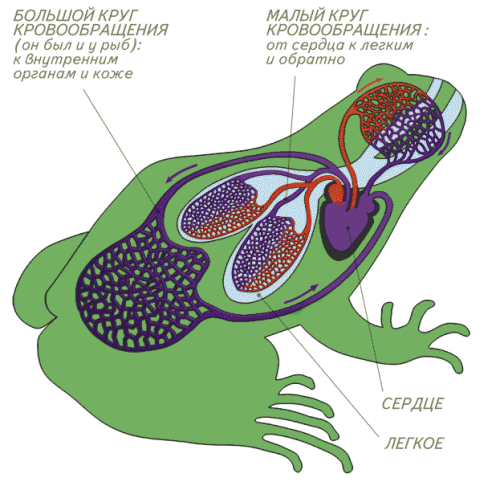 БОЛЬШОЙ КРУГ
КРОВООБРАЩЕНИЯ
(он был и у рыб):
к внутренним
органам и коже
МАЛЫЙ КРУГ
КРОВООБРАЩЕНИЯ :
от сердца к легким
и обратно
СЕРДЦЕ
ЛЕГКОЕ